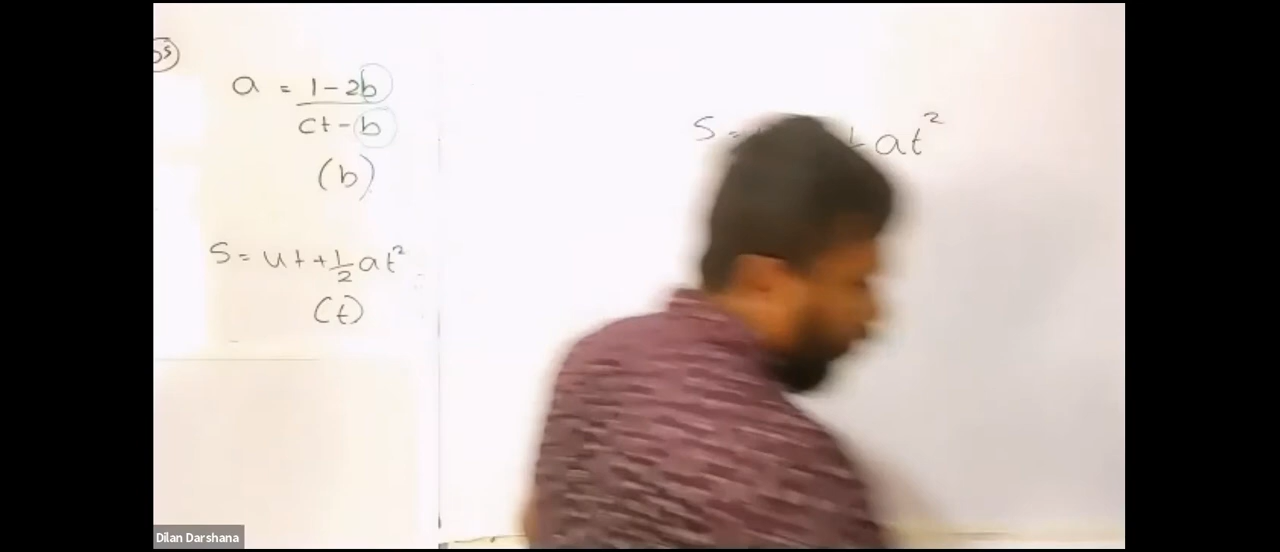 a = 1 - 2b
ct - b
(b)
S = ut + 1/2 at²
(t)
S = at²
Dilan Darshana